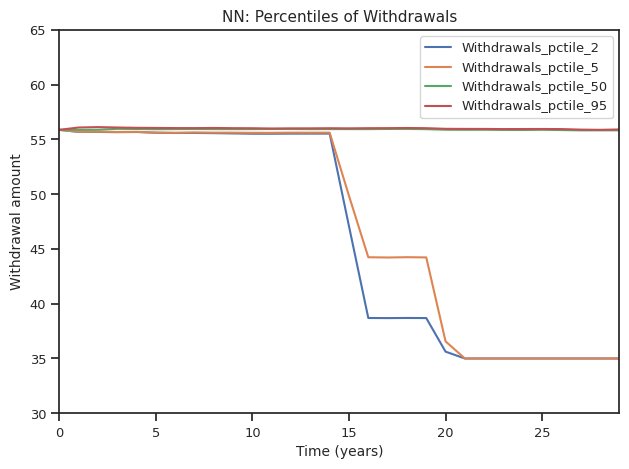 NN: Percentiles of Withdrawals
Withdrawals_pctile_2
Withdrawals_pctile_5
Withdrawals_pctile_50
Withdrawals_pctile_95
Withdrawal amount
65
60
55
50
45
40
35
30
0
5
10
15
20
25
Time (years)